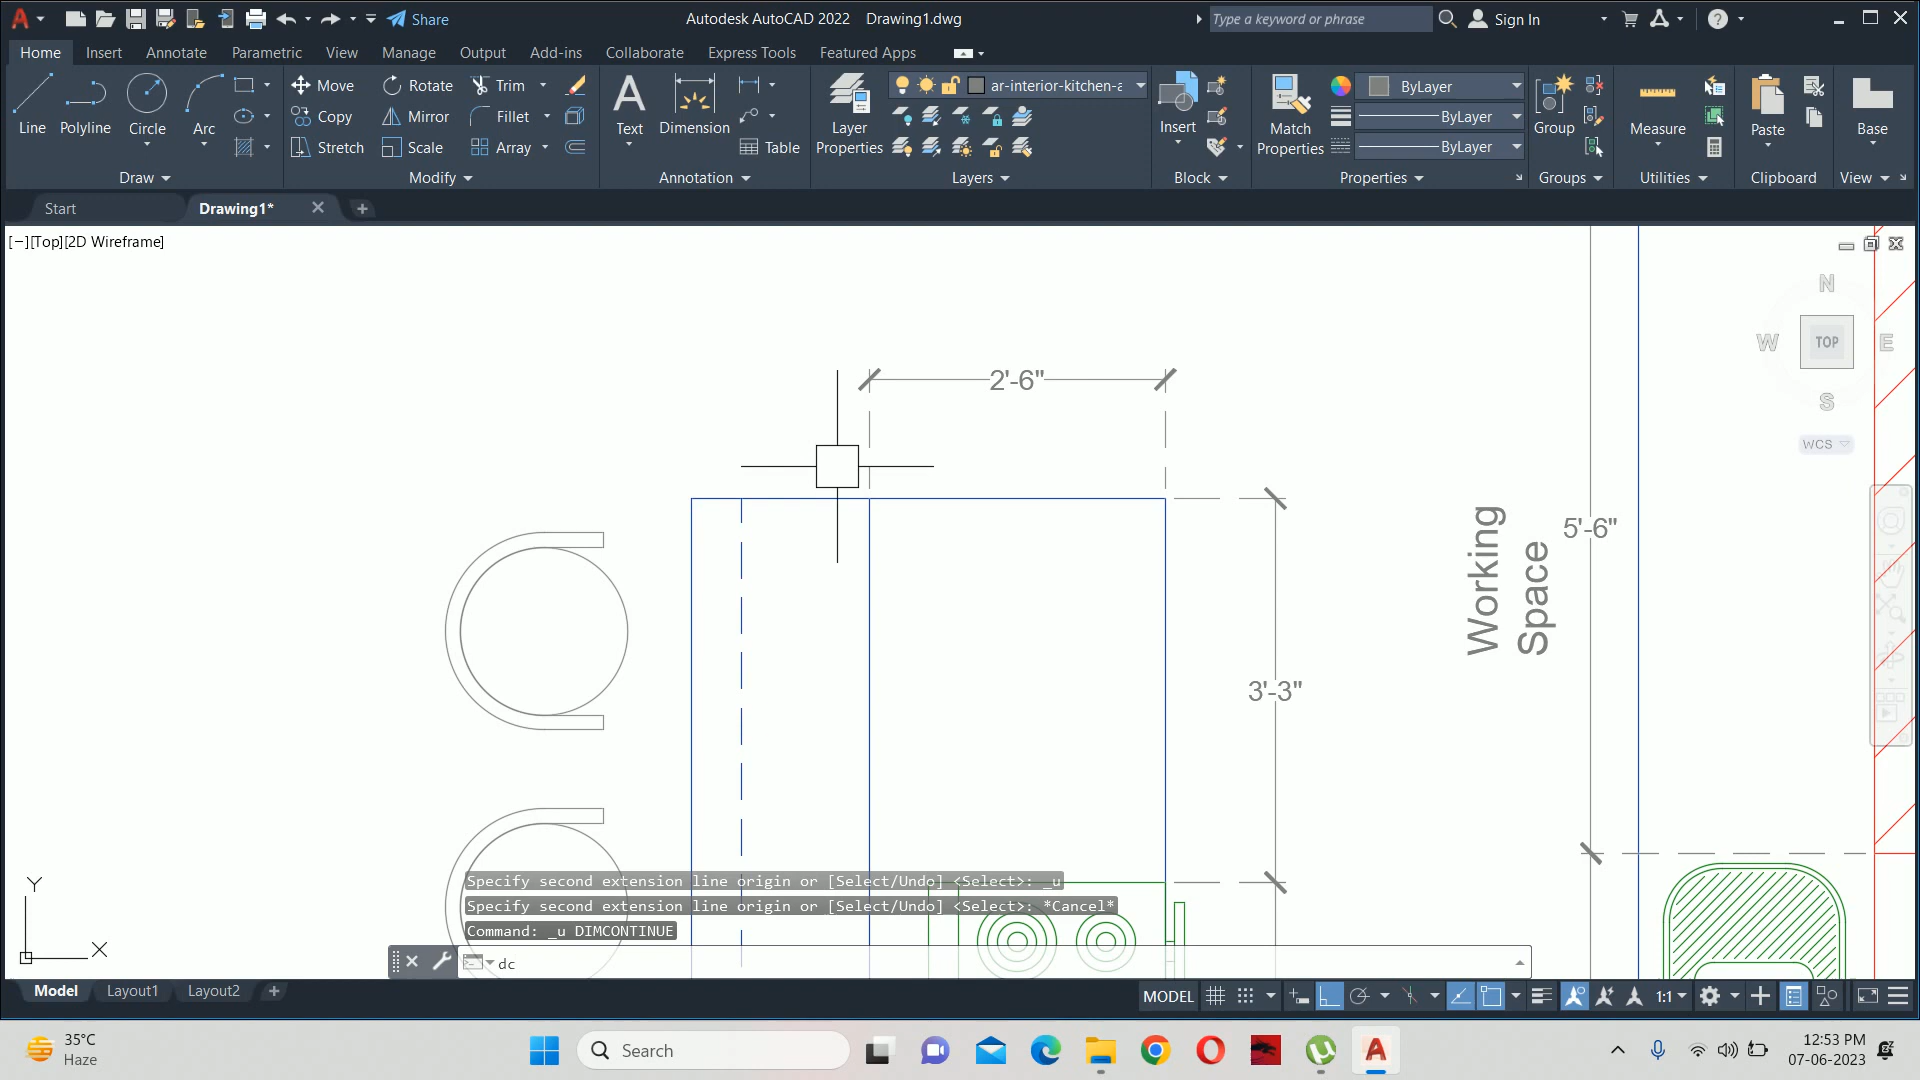 Share
Autodesk AutoCAD 2022 Drawing1.dwg
Type a keyword or phrase
Sign In
Home Insert Annotate Parametric View Manage Output Add-ins Collaborate Express Tools Featured Apps
Line Polyline Circle Arc
Draw
Move Rotate Trim
Copy Mirror Fillet
Stretch Scale Array
Modify
Text Dimension Table
Annotation
Layer Properties
ar-interior-kitchen-a
Layers
Insert
Block
Match Properties
ByLayer
ByLayer
ByLayer
Properties
Group
Groups
Measure
Utilities
Paste
Clipboard
Base
View
Start Drawing1*
[−][Top][2D Wireframe]
N
W TOP E
S
WCS
2'-6"
3'-3"
Working
Space
5'-6"
Y
X
Specify second extension line origin or [Select/Undo] <Select>: _u
Specify second extension line origin or [Select/Undo] <Select>: *Cancel*
Command: _u DIMCONTINUE
dc
Model Layout1 Layout2
MODEL 1:1
35°C
Haze
Search
12:53 PM
07-06-2023